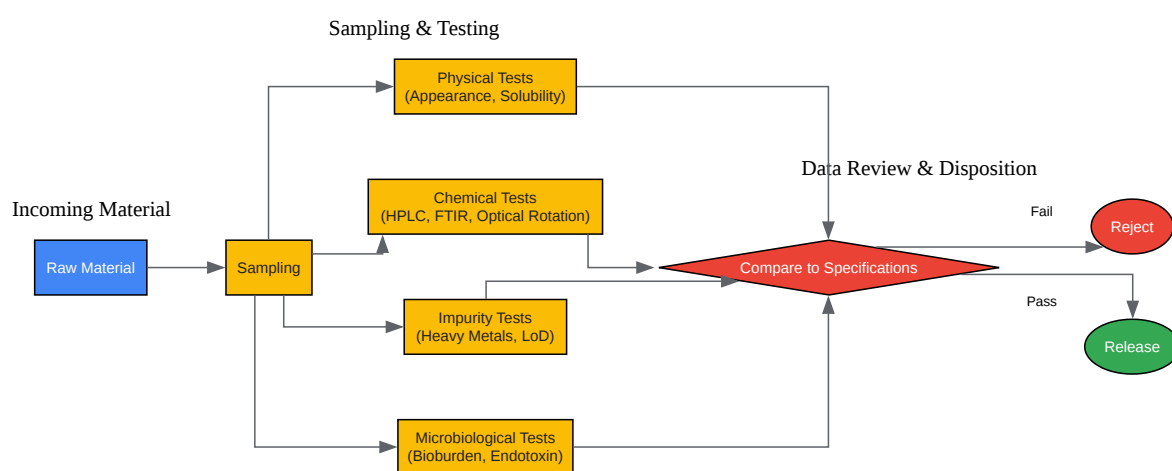 Sampling & Testing
Physical Tests
(Appearance, Solubility)
Data Review & Disposition
Chemical Tests
(HPLC, FTIR, Optical Rotation)
Incoming Material
Fail
Reject
Raw Material
Sampling
Compare to Specifications
Pass
Impurity Tests
(Heavy Metals, LoD)
Release
Microbiological Tests
(Bioburden, Endotoxin)